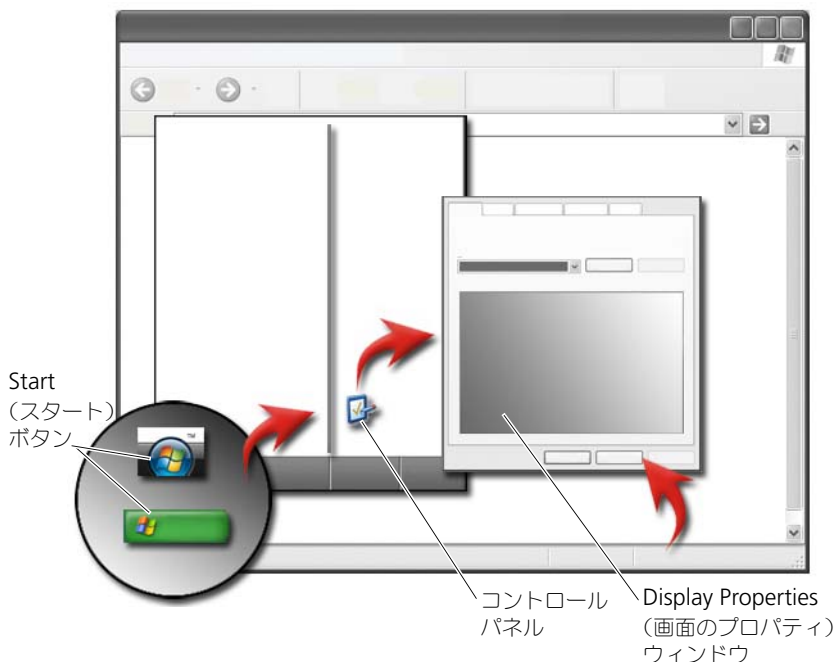 Start
（スタート）
ボタン
TM
コントロール
パネル
Display Properties
（画面のプロパティ）
ウィンドウ